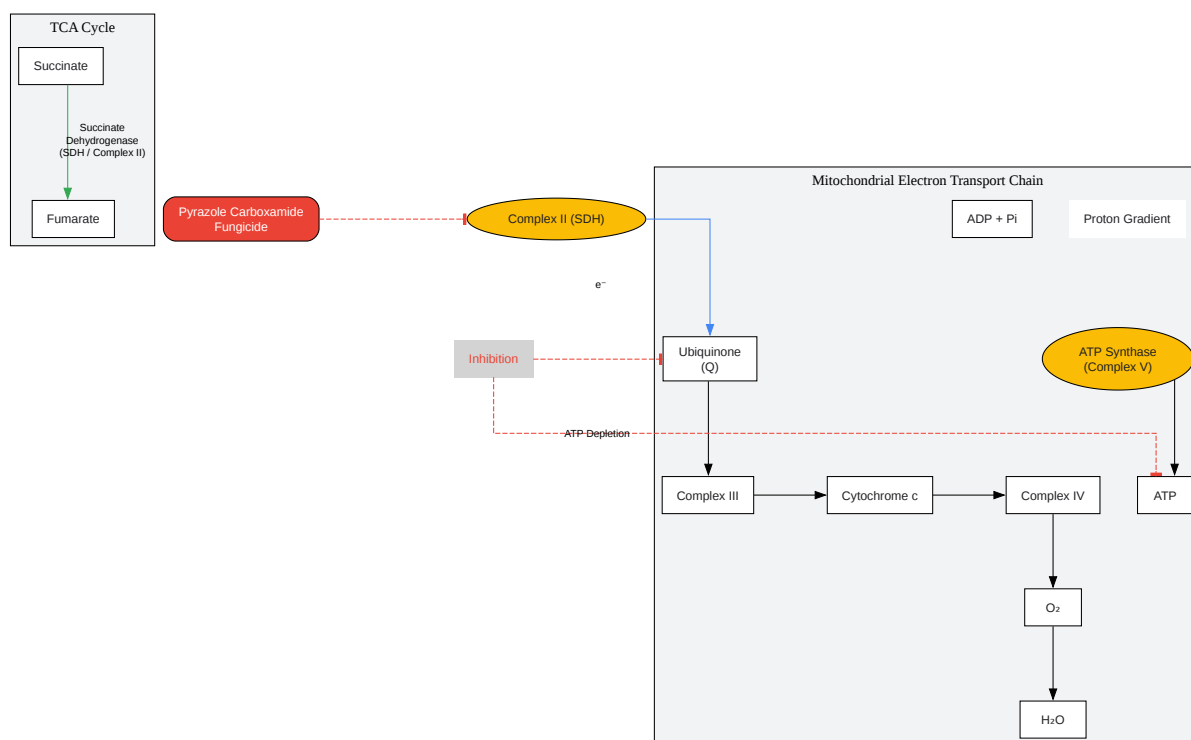 TCA Cycle
Succinate
Succinate
Dehydrogenase
(SDH / Complex II)
Fumarate
Pyrazole Carboxamide
Fungicide
Complex II (SDH)
Mitochondrial Electron Transport Chain
ADP + Pi
Proton Gradient
e⁻
Inhibition
Ubiquinone
(Q)
ATP Synthase
(Complex V)
ATP Depletion
Complex III
Cytochrome c
Complex IV
ATP
O₂
H₂O